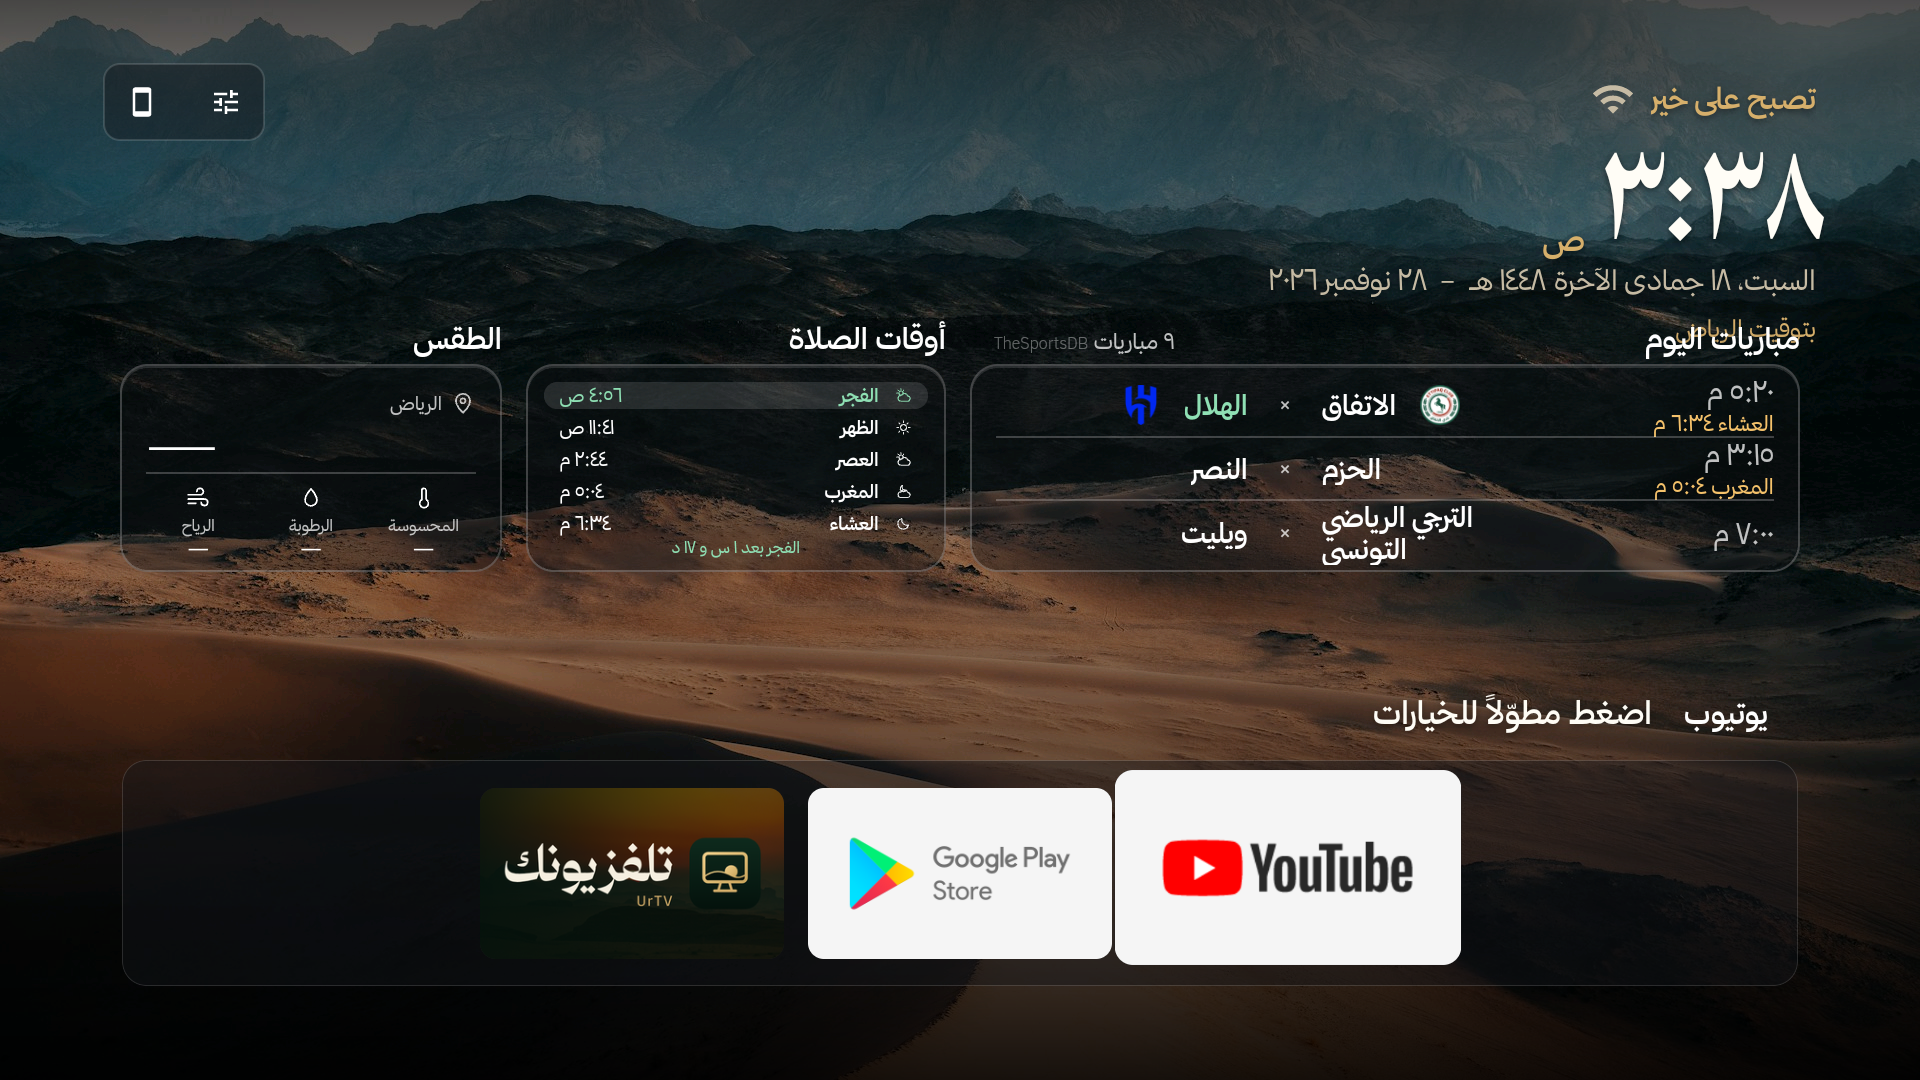 تصبح على خير
٣:٣٨ ص
السبت، ١٨ جمادى الآخرة ١٤٤٨ هـ – ٢٨ نوفمبر ٢٠٢٦
بتوقيت الرياض
مباريات اليوم
٩ مباريات TheSportsDB
٥:٢٠ م
العشاء ٦:٣٤ م
الاتفاق × الهلال
٣:١٥ م
المغرب ٥:٠٤ م
الحزم × النصر
٧:٠٠ م
الترجي الرياضي التونسي × ويليت
أوقات الصلاة
الفجر ٤:٥٦ ص
الظهر ١١:٤١ ص
العصر ٢:٤٤ م
المغرب ٥:٠٤ م
العشاء ٦:٣٤ م
الفجر بعد ١ س و ١٧ د
الطقس
الرياض
المحسوسة
—
الرطوبة
—
الرياح
—
يوتيوب اضغط مطوّلاً للخيارات
YouTube
Google Play
Store
تلفزيونك
UrTV